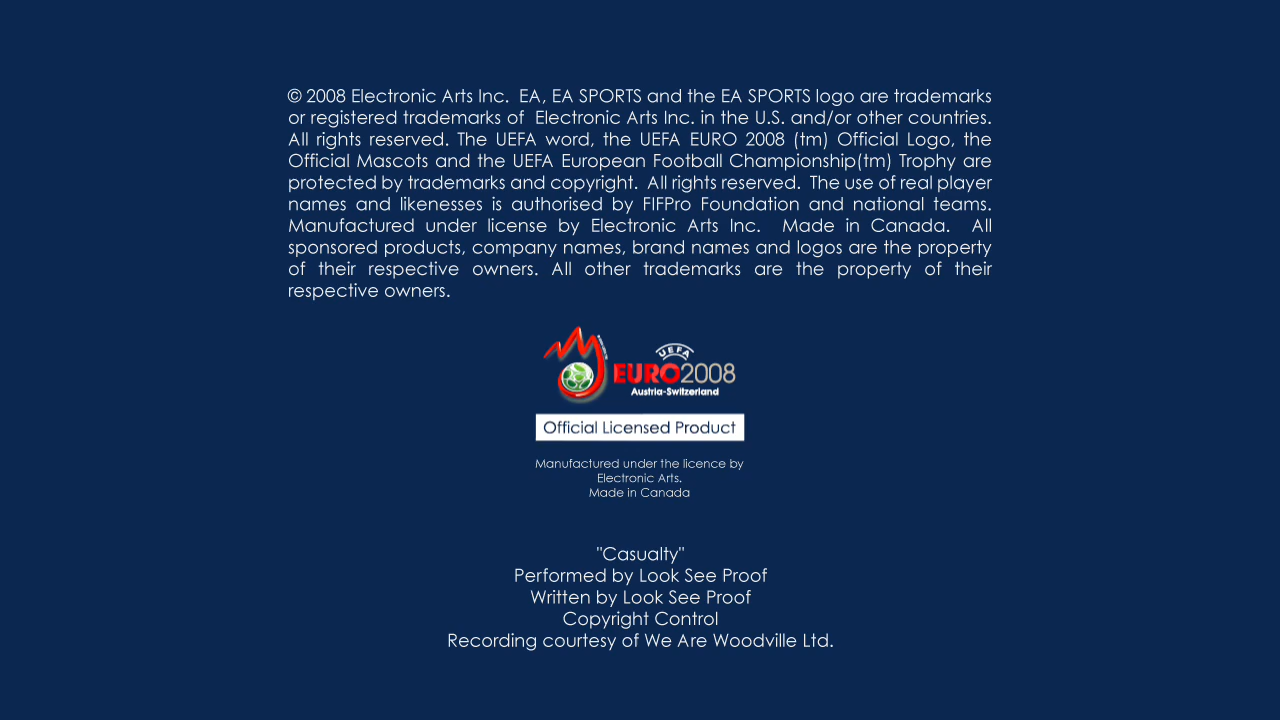 © 2008 Electronic Arts Inc. EA, EA SPORTS and the EA SPORTS logo are trademarks
or registered trademarks of Electronic Arts Inc. in the U.S. and/or other countries.
All rights reserved. The UEFA word, the UEFA EURO 2008 (tm) Official Logo, the
Official Mascots and the UEFA European Football Championship(tm) Trophy are
protected by trademarks and copyright. All rights reserved. The use of real player
names and likenesses is authorised by FIFPro Foundation and national teams.
Manufactured under license by Electronic Arts Inc. Made in Canada. All
sponsored products, company names, brand names and logos are the property
of their respective owners. All other trademarks are the property of their
respective owners.
UEFA
EURO2008
Austria-Switzerland
Official Licensed Product
Manufactured under the licence by
Electronic Arts.
Made in Canada
"Casualty"
Performed by Look See Proof
Written by Look See Proof
Copyright Control
Recording courtesy of We Are Woodville Ltd.